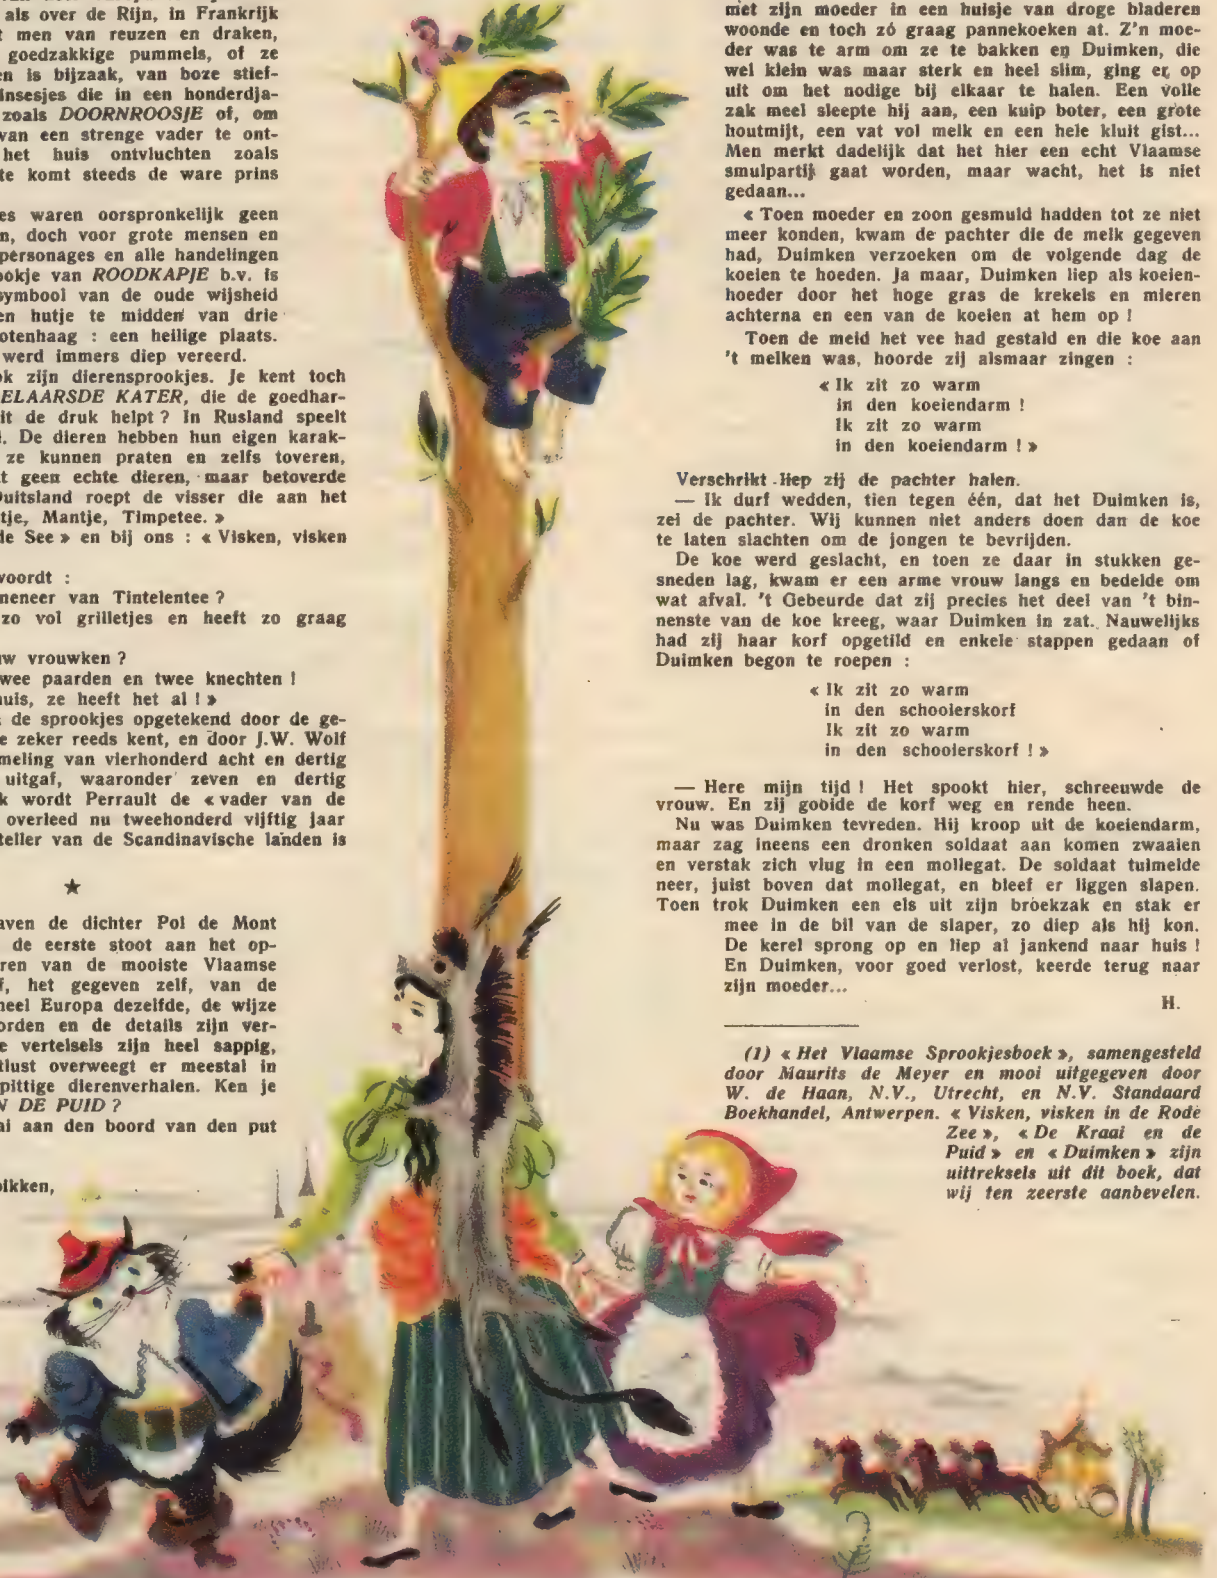 als over de Rijn, in Frankrijk
men van reuzen en draken,
goedzakkige pummels, of ze
en is bijzaak, van boze stief-
insesjes die in een honderdja-
zoals DOORNROOSJE of, om
van een strenge vader te ont-
het huis ontvluchten zoals
te komt steeds de ware prins
es waren oorspronkelijk geen
n, doch voor grote mensen en
personages en alle handelingen
ookje van ROODKAPJE b.v. is
symbool van de oude wijsheid
en hutje te midden van drie
otenhaag : een heilige plaats.
werd immers diep vereerd.
ok zijn dierensprookjes. Je kent toch
ELAARSDE KATER, die de goedhar-
it de druk helpt ? In Rusland speelt
l. De dieren hebben hun eigen karak-
ze kunnen praten en zelfs toveren,
t geen echte dieren, maar betoverde
Duitsland roept de visser die aan het
tje, Mantje, Timpetee. »
de See » en bij ons : « Visken, visken
woordt :
meneer van Tintelentee ?
zo vol grilletjes en heeft zo graag
uw vrouwken ?
twee paarden en twee knechten !
huis, ze heeft het al ! »
de sprookjes opgetekend door de ge-
e zeker reeds kent, en door J.W. Wolf
meling van vierhonderd acht en dertig
uitgaf, waaronder zeven en dertig
k wordt Perrault de « vader van de
overleed nu tweehonderd vijftig jaar
teller van de Scandinavische landen is
★
aven de dichter Pol de Mont
de eerste stoot aan het op-
ren van de mooiste Vlaamse
f, het gegeven zelf, van de
heel Europa dezelfde, de wijze
orden en de details zijn ver-
e vertelsels zijn heel sappig,
tlust overweegt er meestal in
pittige dierenverhalen. Ken je
N DE PUID ?
ai aan den boord van den put
pikken,
met zijn moeder in een huisje van droge bladeren
woonde en toch zó graag pannekoeken at. Z'n moe-
der was te arm om ze te bakken en Duimken, die
wel klein was maar sterk en heel slim, ging er op
uit om het nodige bij elkaar te halen. Een volle
zak meel sleepte hij aan, een kuip boter, een grote
houtmijt, een vat vol melk en een hele kluit gist...
Men merkt dadelijk dat het hier een echt Vlaamse
smulpartij gaat worden, maar wacht, het is niet
gedaan...
« Toen moeder en zoon gesmuld hadden tot ze niet
meer konden, kwam de pachter die de melk gegeven
had, Duimken verzoeken om de volgende dag de
koeien te hoeden. Ja maar, Duimken liep als koeien-
hoeder door het hoge gras de krekels en mieren
achterna en een van de koeien at hem op !
Toen de meid het vee had gestald en die koe aan
't melken was, hoorde zij alsmaar zingen :
« Ik zit zo warm
in den koeiendarm !
Ik zit zo warm
in den koeiendarm ! »
Verschrikt liep zij de pachter halen.
— Ik durf wedden, tien tegen één, dat het Duimken is,
zei de pachter. Wij kunnen niet anders doen dan de koe
te laten slachten om de jongen te bevrijden.
De koe werd geslacht, en toen ze daar in stukken ge-
sneden lag, kwam er een arme vrouw langs en bedelde om
wat afval. 't Gebeurde dat zij precies het deel van 't bin-
nenste van de koe kreeg, waar Duimken in zat. Nauwelijks
had zij haar korf opgetild en enkele stappen gedaan of
Duimken begon te roepen :
« Ik zit zo warm
in den schooierskorf
Ik zit zo warm
in den schooierskorf ! »
— Here mijn tijd ! Het spookt hier, schreeuwde de
vrouw. En zij gooide de korf weg en rende heen.
Nu was Duimken tevreden. Hij kroop uit de koeiendarm,
maar zag ineens een dronken soldaat aan komen zwaaien
en verstak zich vlug in een mollegat. De soldaat tuimelde
neer, juist boven dat mollegat, en bleef er liggen slapen.
Toen trok Duimken een els uit zijn broekzak en stak er
mee in de bil van de slaper, zo diep als hij kon.
De kerel sprong op en liep al jankend naar huis !
En Duimken, voor goed verlost, keerde terug naar
zijn moeder...
H.
(1) « Het Vlaamse Sprookjesboek », samengesteld
door Maurits de Meyer en mooi uitgegeven door
W. de Haan, N.V., Utrecht, en N.V. Standaard
Boekhandel, Antwerpen. « Visken, visken in de Rode
Zee », « De Kraai en de
Puid » en « Duimken » zijn
uittreksels uit dit boek, dat
wij ten zeerste aanbevelen.